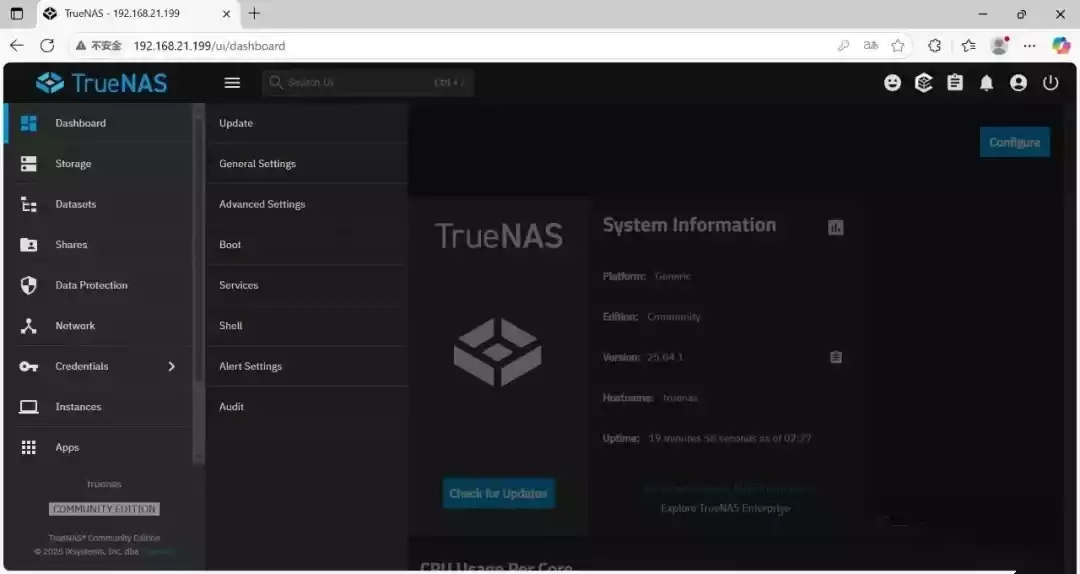 TrueNAS - 192.168.21.199
不安全 192.168.21.199/ui/dashboard
TrueNAS
Search UI
Ctrl + /
Dashboard
Storage
Datasets
Shares
Data Protection
Network
Credentials
Instances
Apps
truenas
COMMUNITY EDITION
TrueNAS® Community Edition
© 2025 iXsystems, Inc. dba
Update
General Settings
Advanced Settings
Boot
Services
Shell
Alert Settings
Audit
Configure
TrueNAS
Check for Updates
System Information
Platform: Generic
Edition: Community
Version: 25.04.1
Hostname: truenas
Uptime: 19 minutes 58 seconds as of 07:27
Explore TrueNAS Enterprise
CPU Usage Per Core